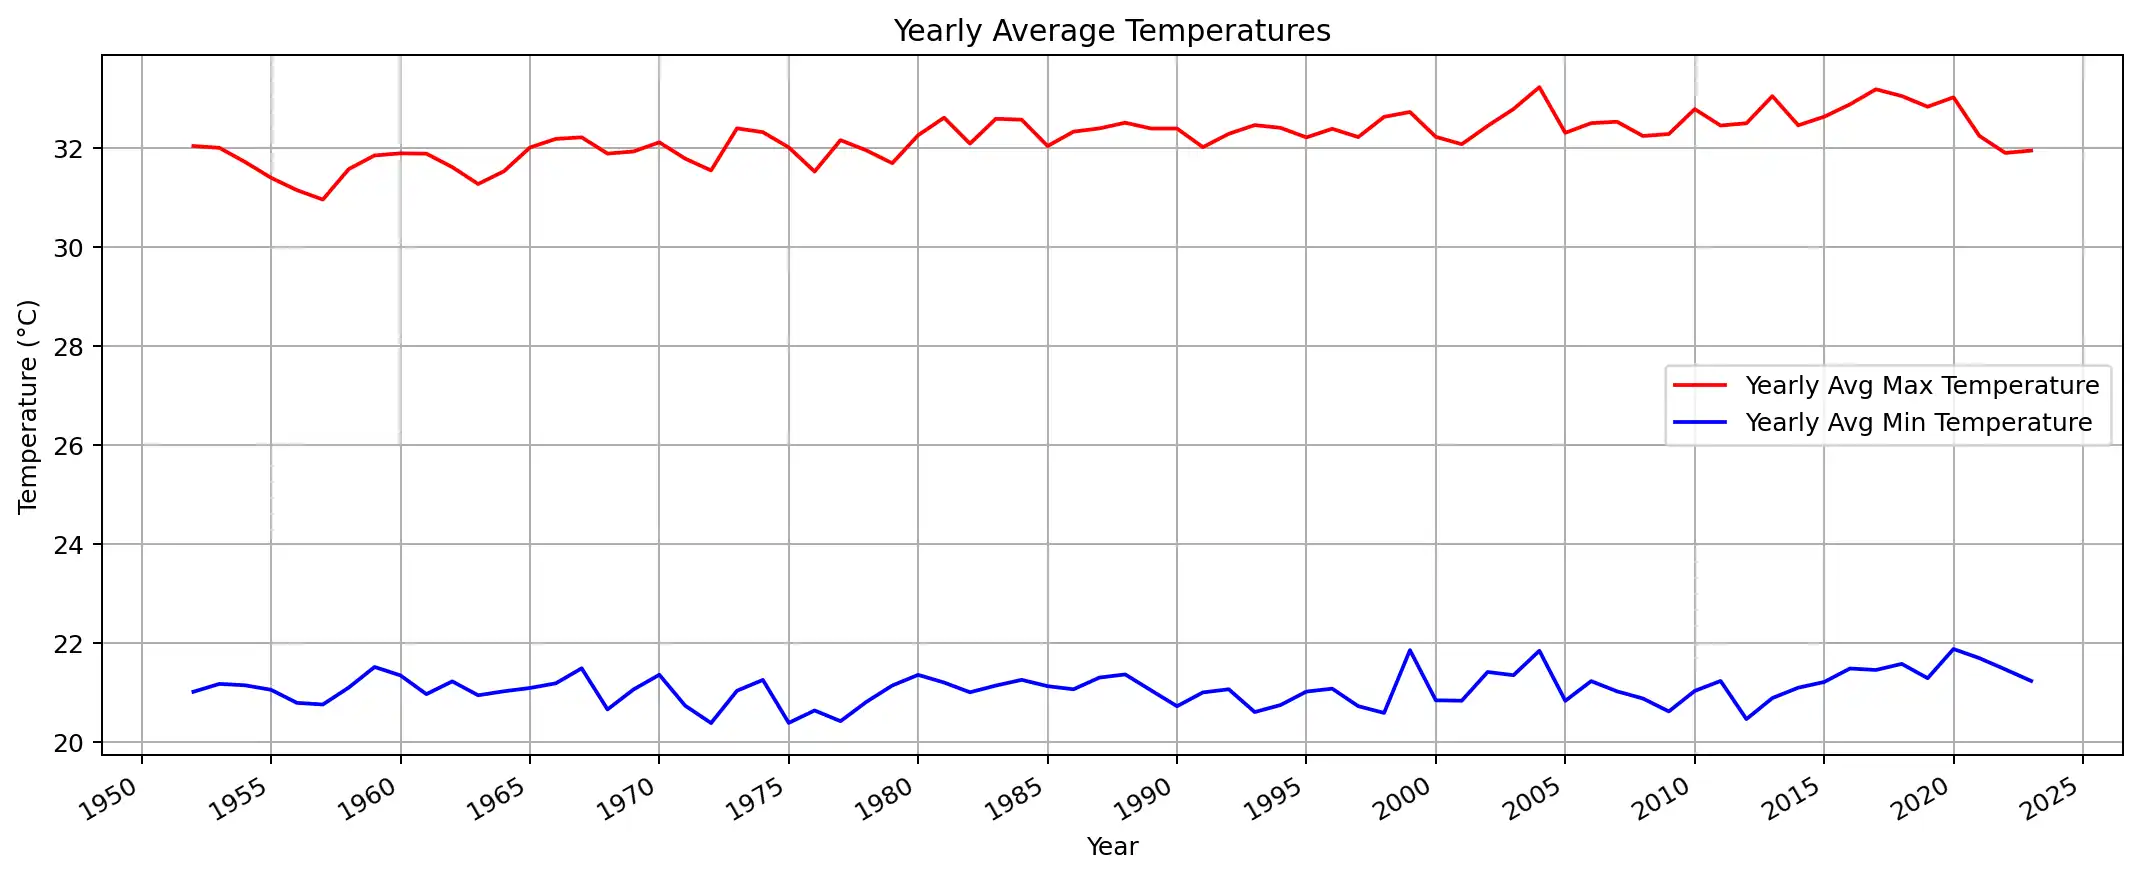 Yearly Average Temperatures
Temperature (°C)
32
30
28
26
24
22
20
Yearly Avg Max Temperature
Yearly Avg Min Temperature
1950 1955 1960 1965 1970 1975 1980 1985 1990 1995 2000 2005 2010 2015 2020 2025
Year